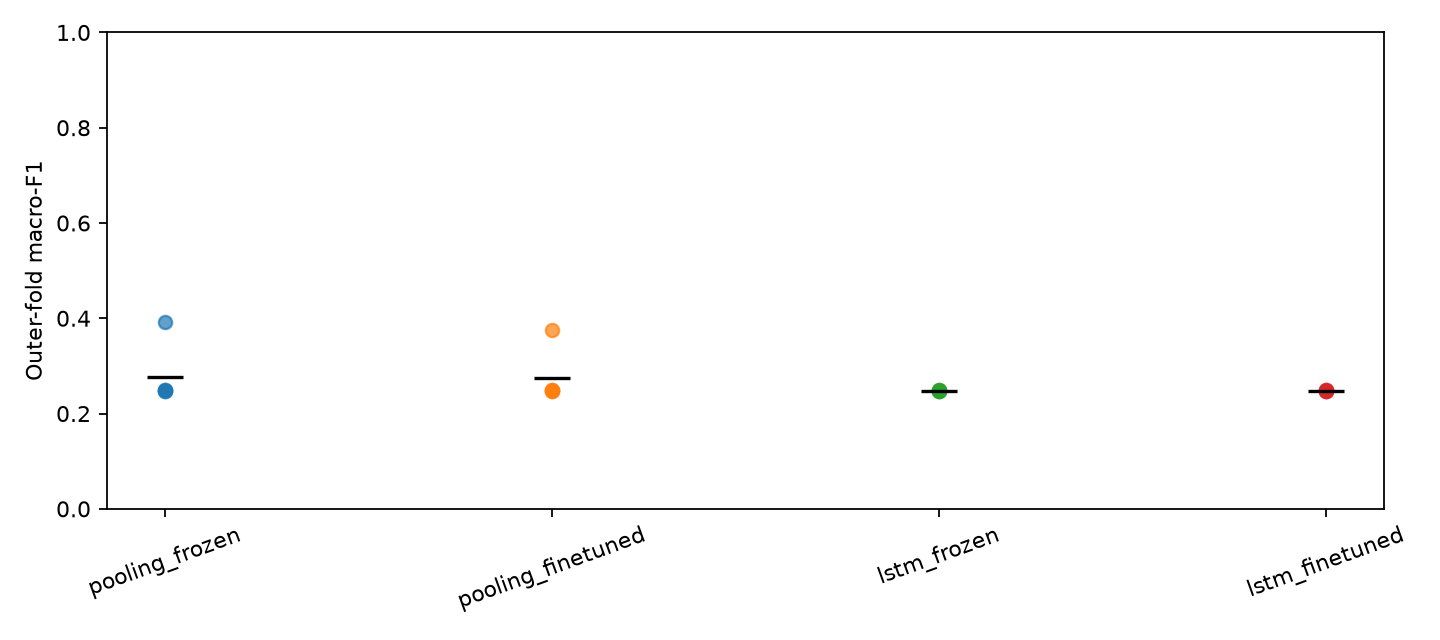 Outer-fold macro-F1
1.0
0.8
0.6
0.4
0.2
0.0
pooling_frozen
pooling_finetuned
lstm_frozen
lstm_finetuned